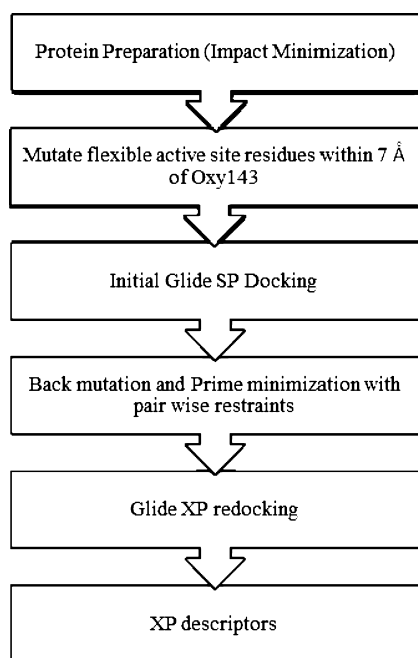 Protein Preparation (Impact Minimization)
Mutate flexible active site residues within 7 Å
of Oxy143
Initial Glide SP Docking
Back mutation and Prime minimization with
pair wise restraints
Glide XP redocking
XP descriptors